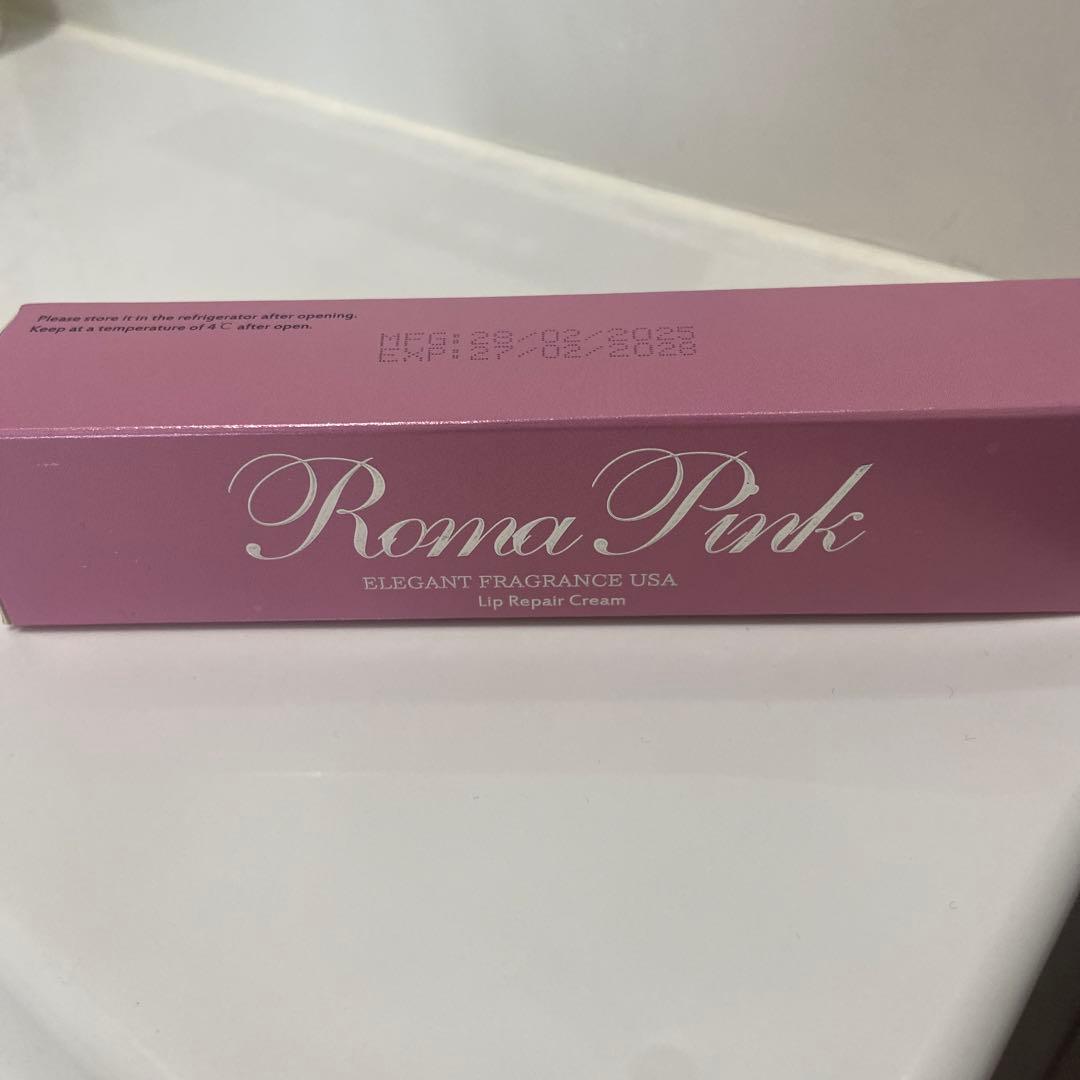 Please store it in the refrigerator after opening.
Keep at a temperature of 4℃ after open.
MFG:28/02/2025
EXP:27/02/2028
Roma Pink
ELEGANT FRAGRANCE USA
Lip Repair Cream